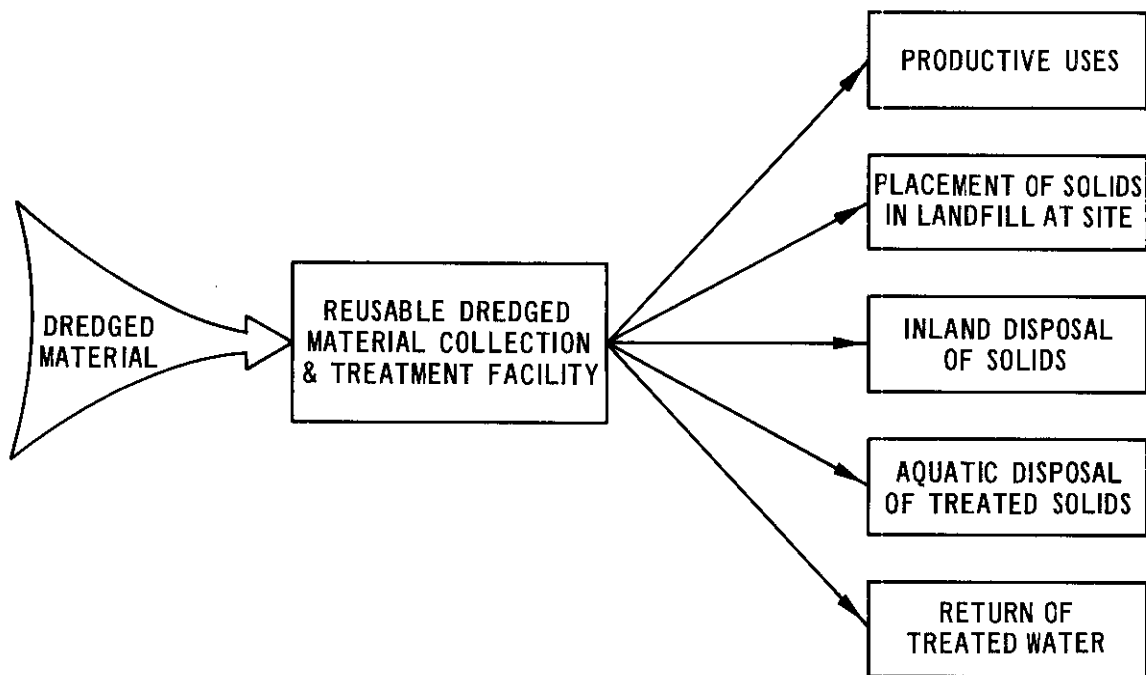 DREDGED
MATERIAL
REUSABLE DREDGED
MATERIAL COLLECTION
& TREATMENT FACILITY
PRODUCTIVE USES
PLACEMENT OF SOLIDS
IN LANDFILL AT SITE
INLAND DISPOSAL
OF SOLIDS
AQUATIC DISPOSAL
OF TREATED SOLIDS
RETURN OF
TREATED WATER